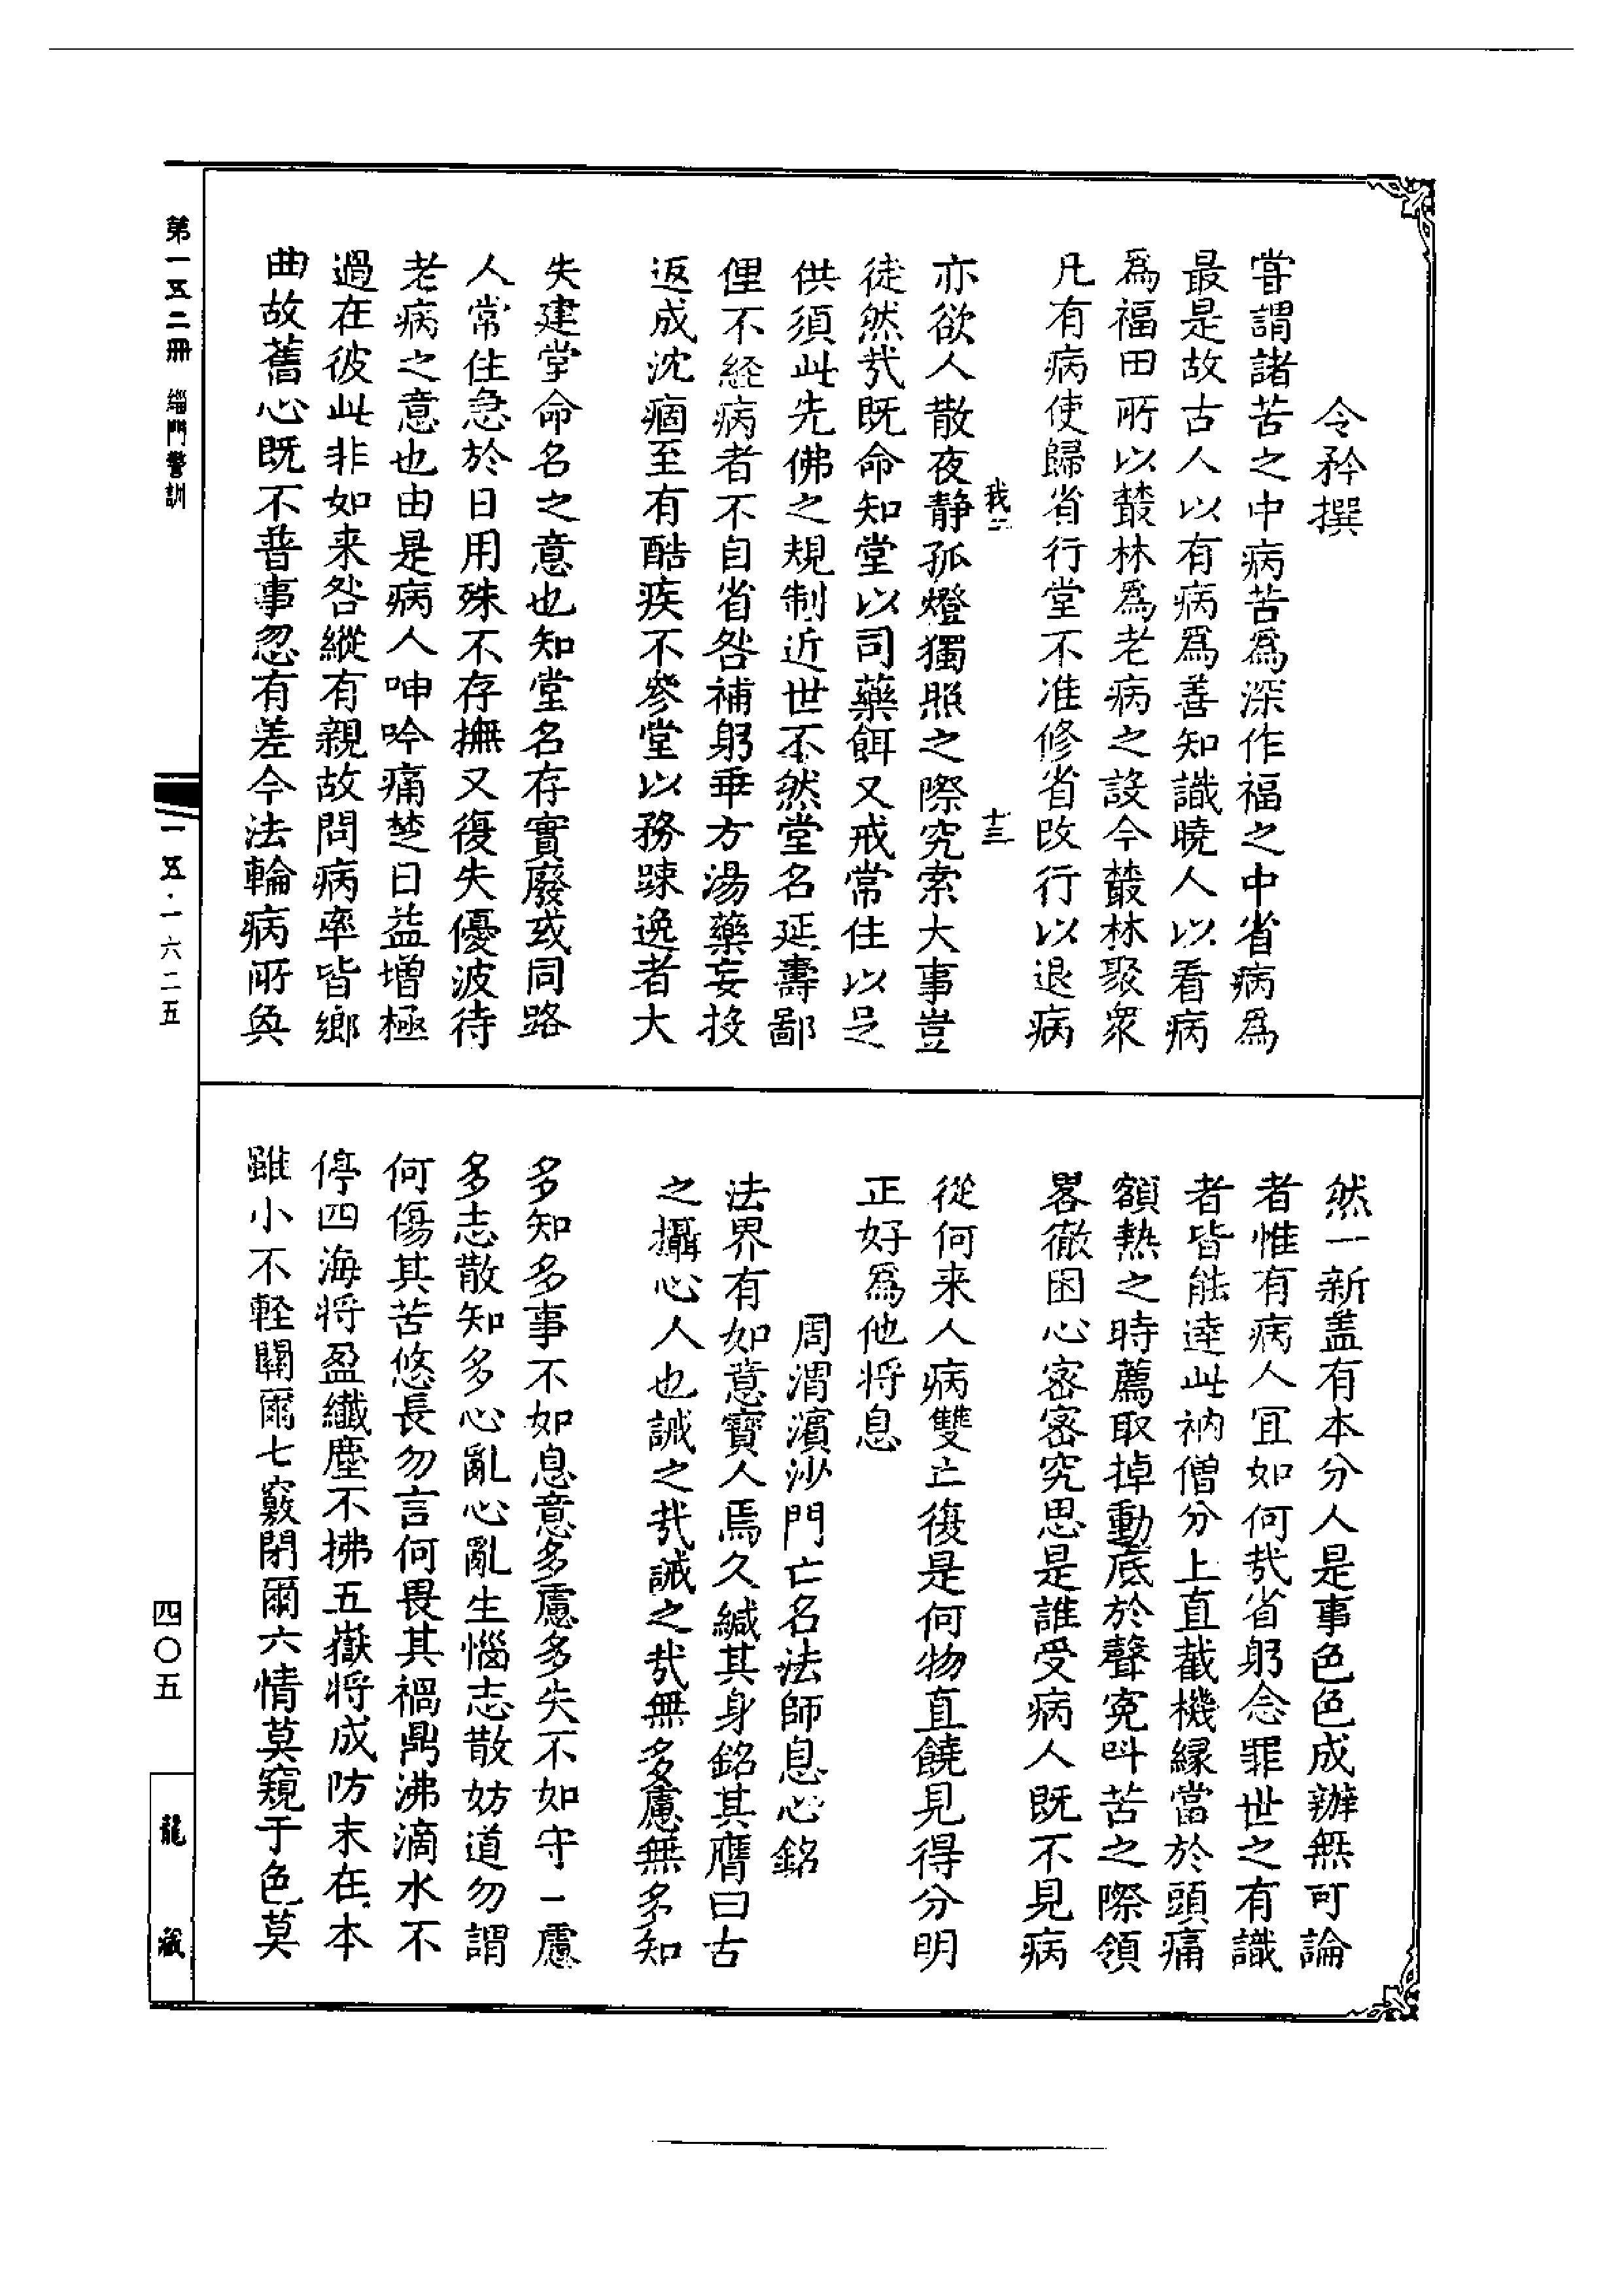 令矜撰
甞謂諸苦之中病苦爲深作福之中省病爲
最是故古人以有病爲善知識曉人以看病
爲福田所以叢林爲老病之設今叢林聚衆
凡有病使歸省行堂不准修省改行以退病
我二
十三
亦欲人散夜静孤燈獨照之際究索大事豈
徒然㢤既命知堂以司藥餌又戒常住以足
供須此先佛之規制近世不然堂名延壽鄙
俚不経病者不自省咎補躬乖方湯藥妄投
返成沈痼至有酷疾不參堂以務疎逸者大
失建堂命名之意也知堂名存實廢或同路
人常住急於日用殊不存撫又復失優波待
老病之意也由是病人呻吟痛楚日益增極
過在彼此非如来咎縱有親故問病率皆鄉
曲故舊心既不普事忽有差今法輪病所奐
然一新盖有本分人是事色色成辦無可論
者惟有病人冝如何㢤省躬念罪世之有識
者皆能逹此衲僧分上直截機緣當於頭痛
額熱之時薦取掉動底於聲寃呌苦之際領
畧徹困心密密究思是誰受病人既不見病
從何来人病雙亡復是何物直饒見得分明
正好爲他将息
周渭濱沙門亡名法師息心銘
法界有如意寶人焉久緘其身銘其膺曰古
之攝心人也誡之㢤誡之㢤無多慮無多知
多知多事不如息意多慮多失不如守一慮
多志散知多心亂心亂生惱志散妨道勿謂
何傷其苦悠長勿言何畏其禍鼎沸滴水不
停四海将盈纖塵不拂五嶽将成防末在本
雖小不輕關爾七竅閉爾六情莫窺于色莫
第一五二冊 緇門警訓
一五·一六二五
四〇五
龍藏